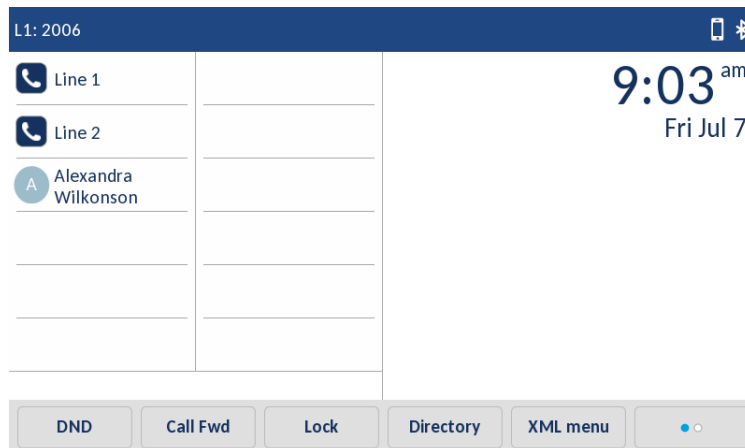 L1: 2006
Line 1
Line 2
A
Alexandra
Wilkonson
9:03 am
Fri Jul 7
DND
Call Fwd
Lock
Directory
XML menu